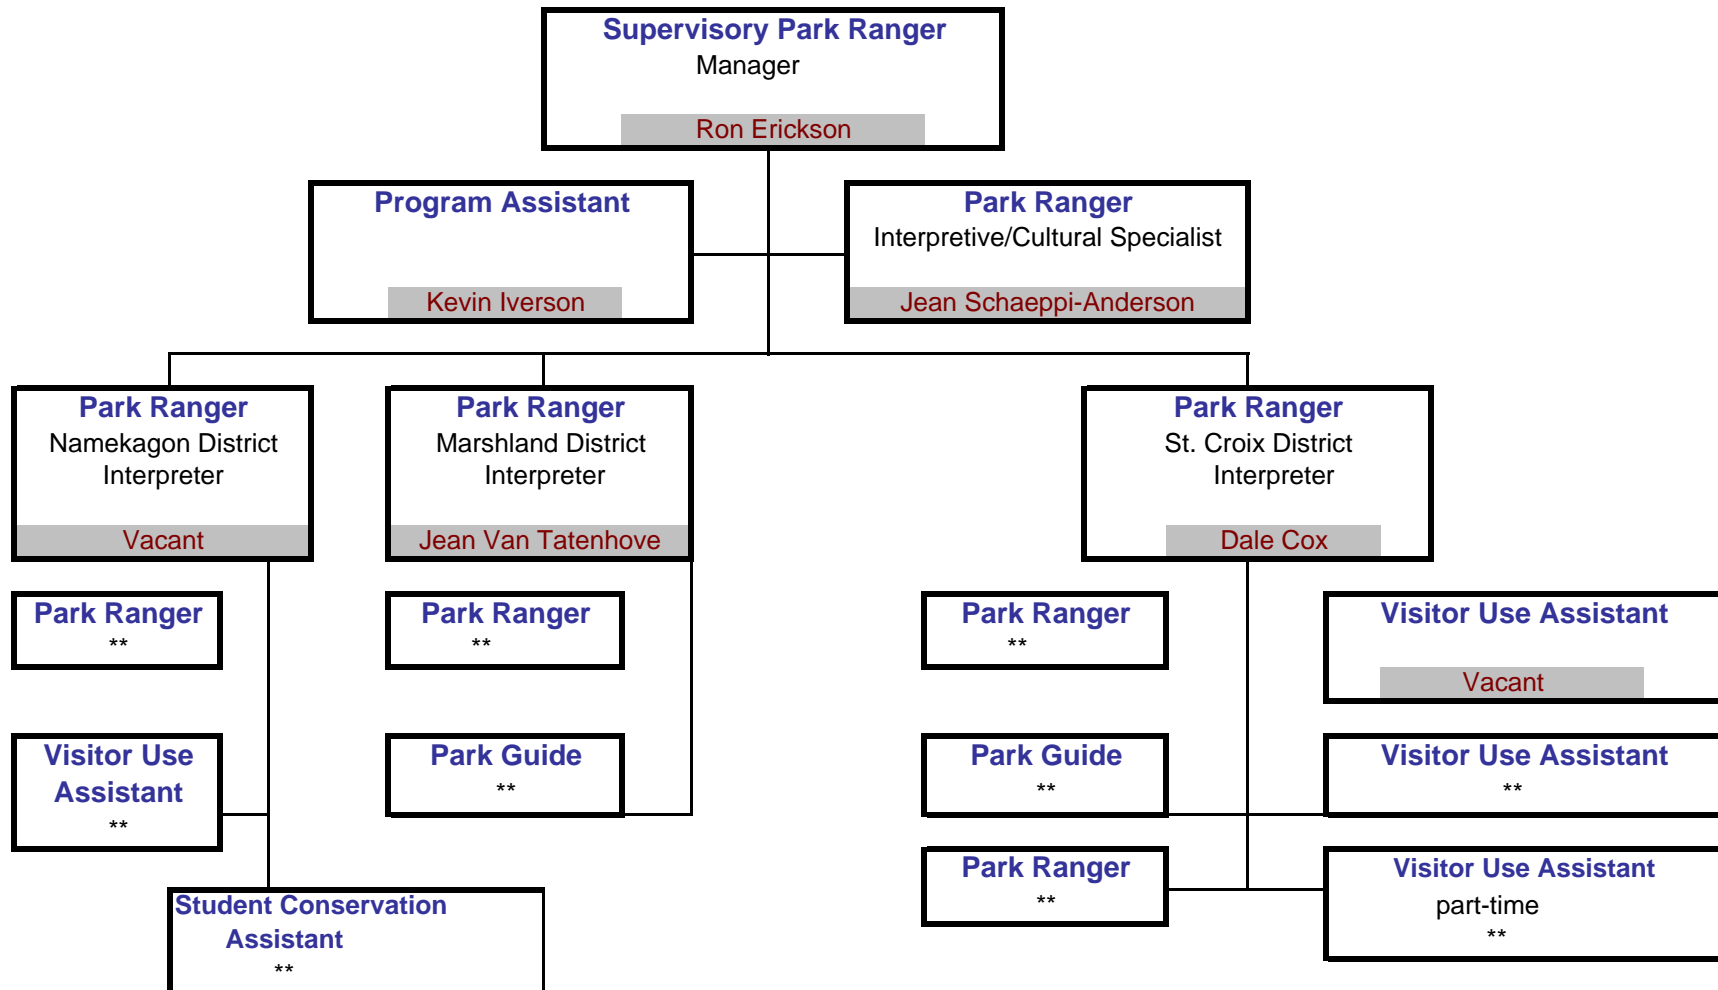 Supervisory Park Ranger
Manager
Ron Erickson
Program Assistant
Kevin Iverson
Park Ranger
Interpretive/Cultural Specialist
Jean Schaeppi-Anderson
Park Ranger
Namekagon District
Interpreter
Vacant
Park Ranger
Marshland District
Interpreter
Jean Van Tatenhove
Park Ranger
St. Croix District
Interpreter
Dale Cox
Park Ranger
**
Park Ranger
**
Park Ranger
**
Visitor Use Assistant
Vacant
Visitor Use
Assistant
**
Park Guide
**
Park Guide
**
Visitor Use Assistant
**
Park Ranger
**
Visitor Use Assistant
part-time
**
Student Conservation
Assistant
**